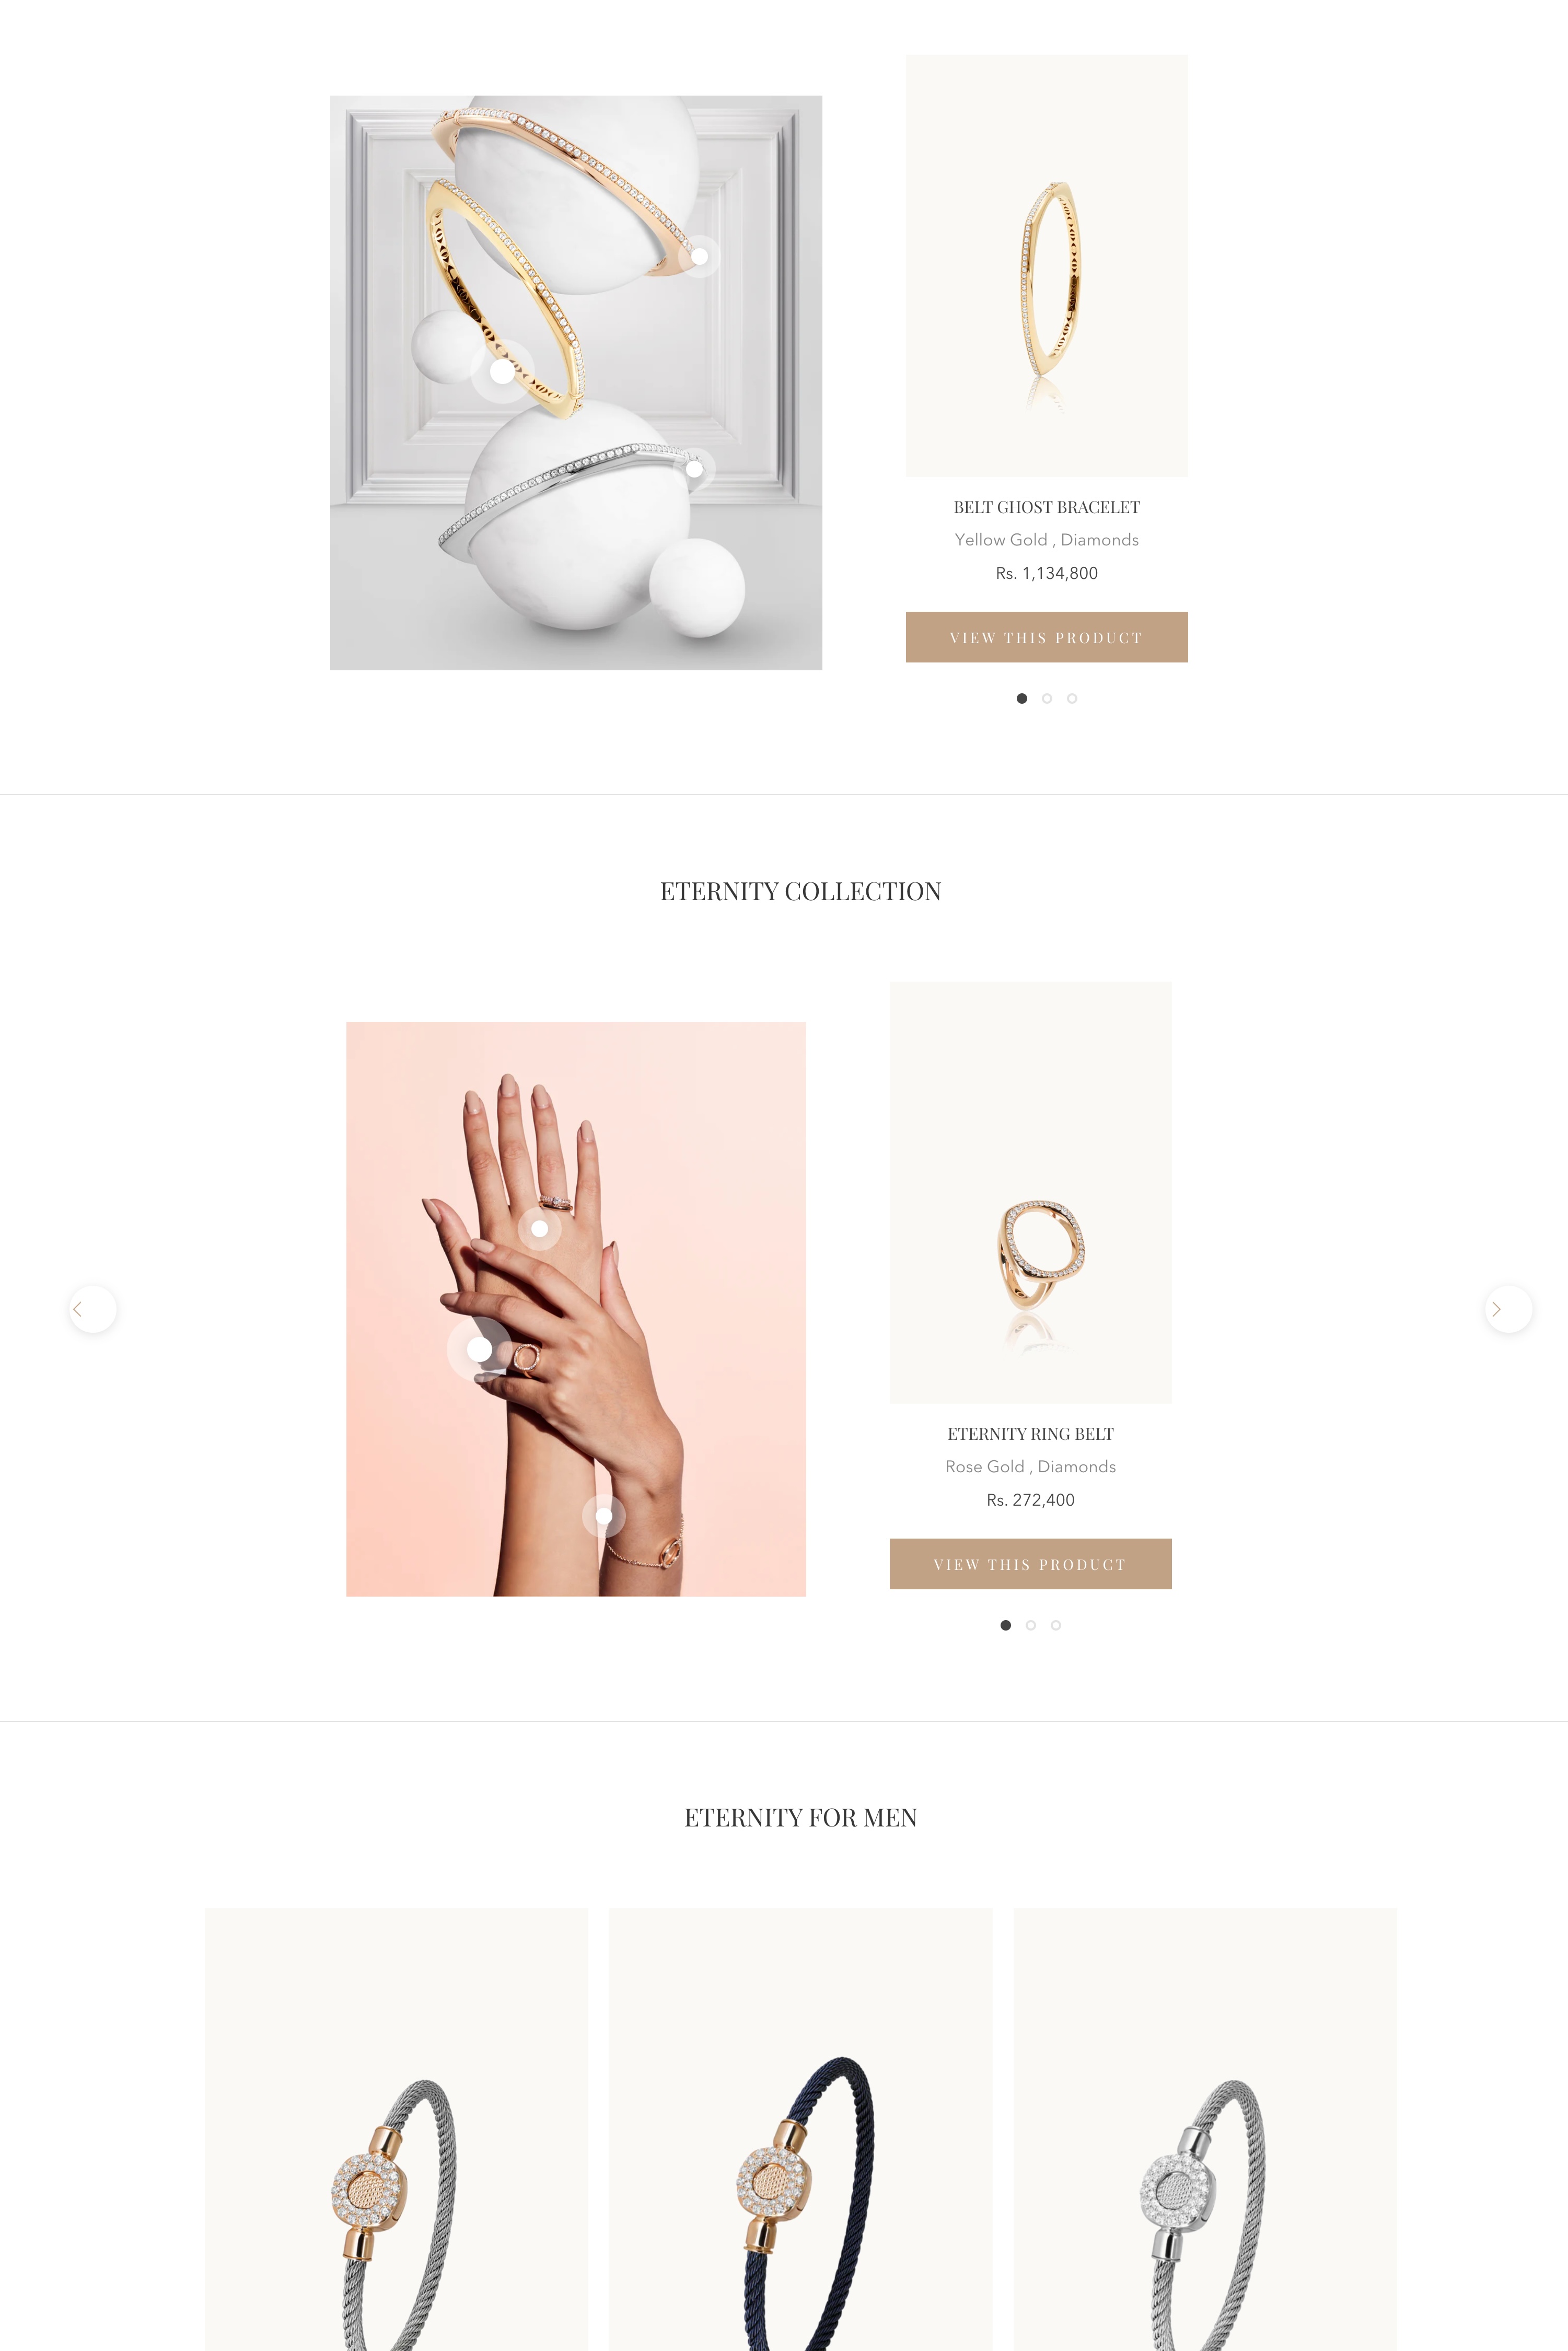 BELT GHOST BRACELET
Yellow Gold , Diamonds
Rs. 1,134,800
VIEW THIS PRODUCT
ETERNITY COLLECTION
ETERNITY RING BELT
Rose Gold , Diamonds
Rs. 272,400
VIEW THIS PRODUCT
ETERNITY FOR MEN